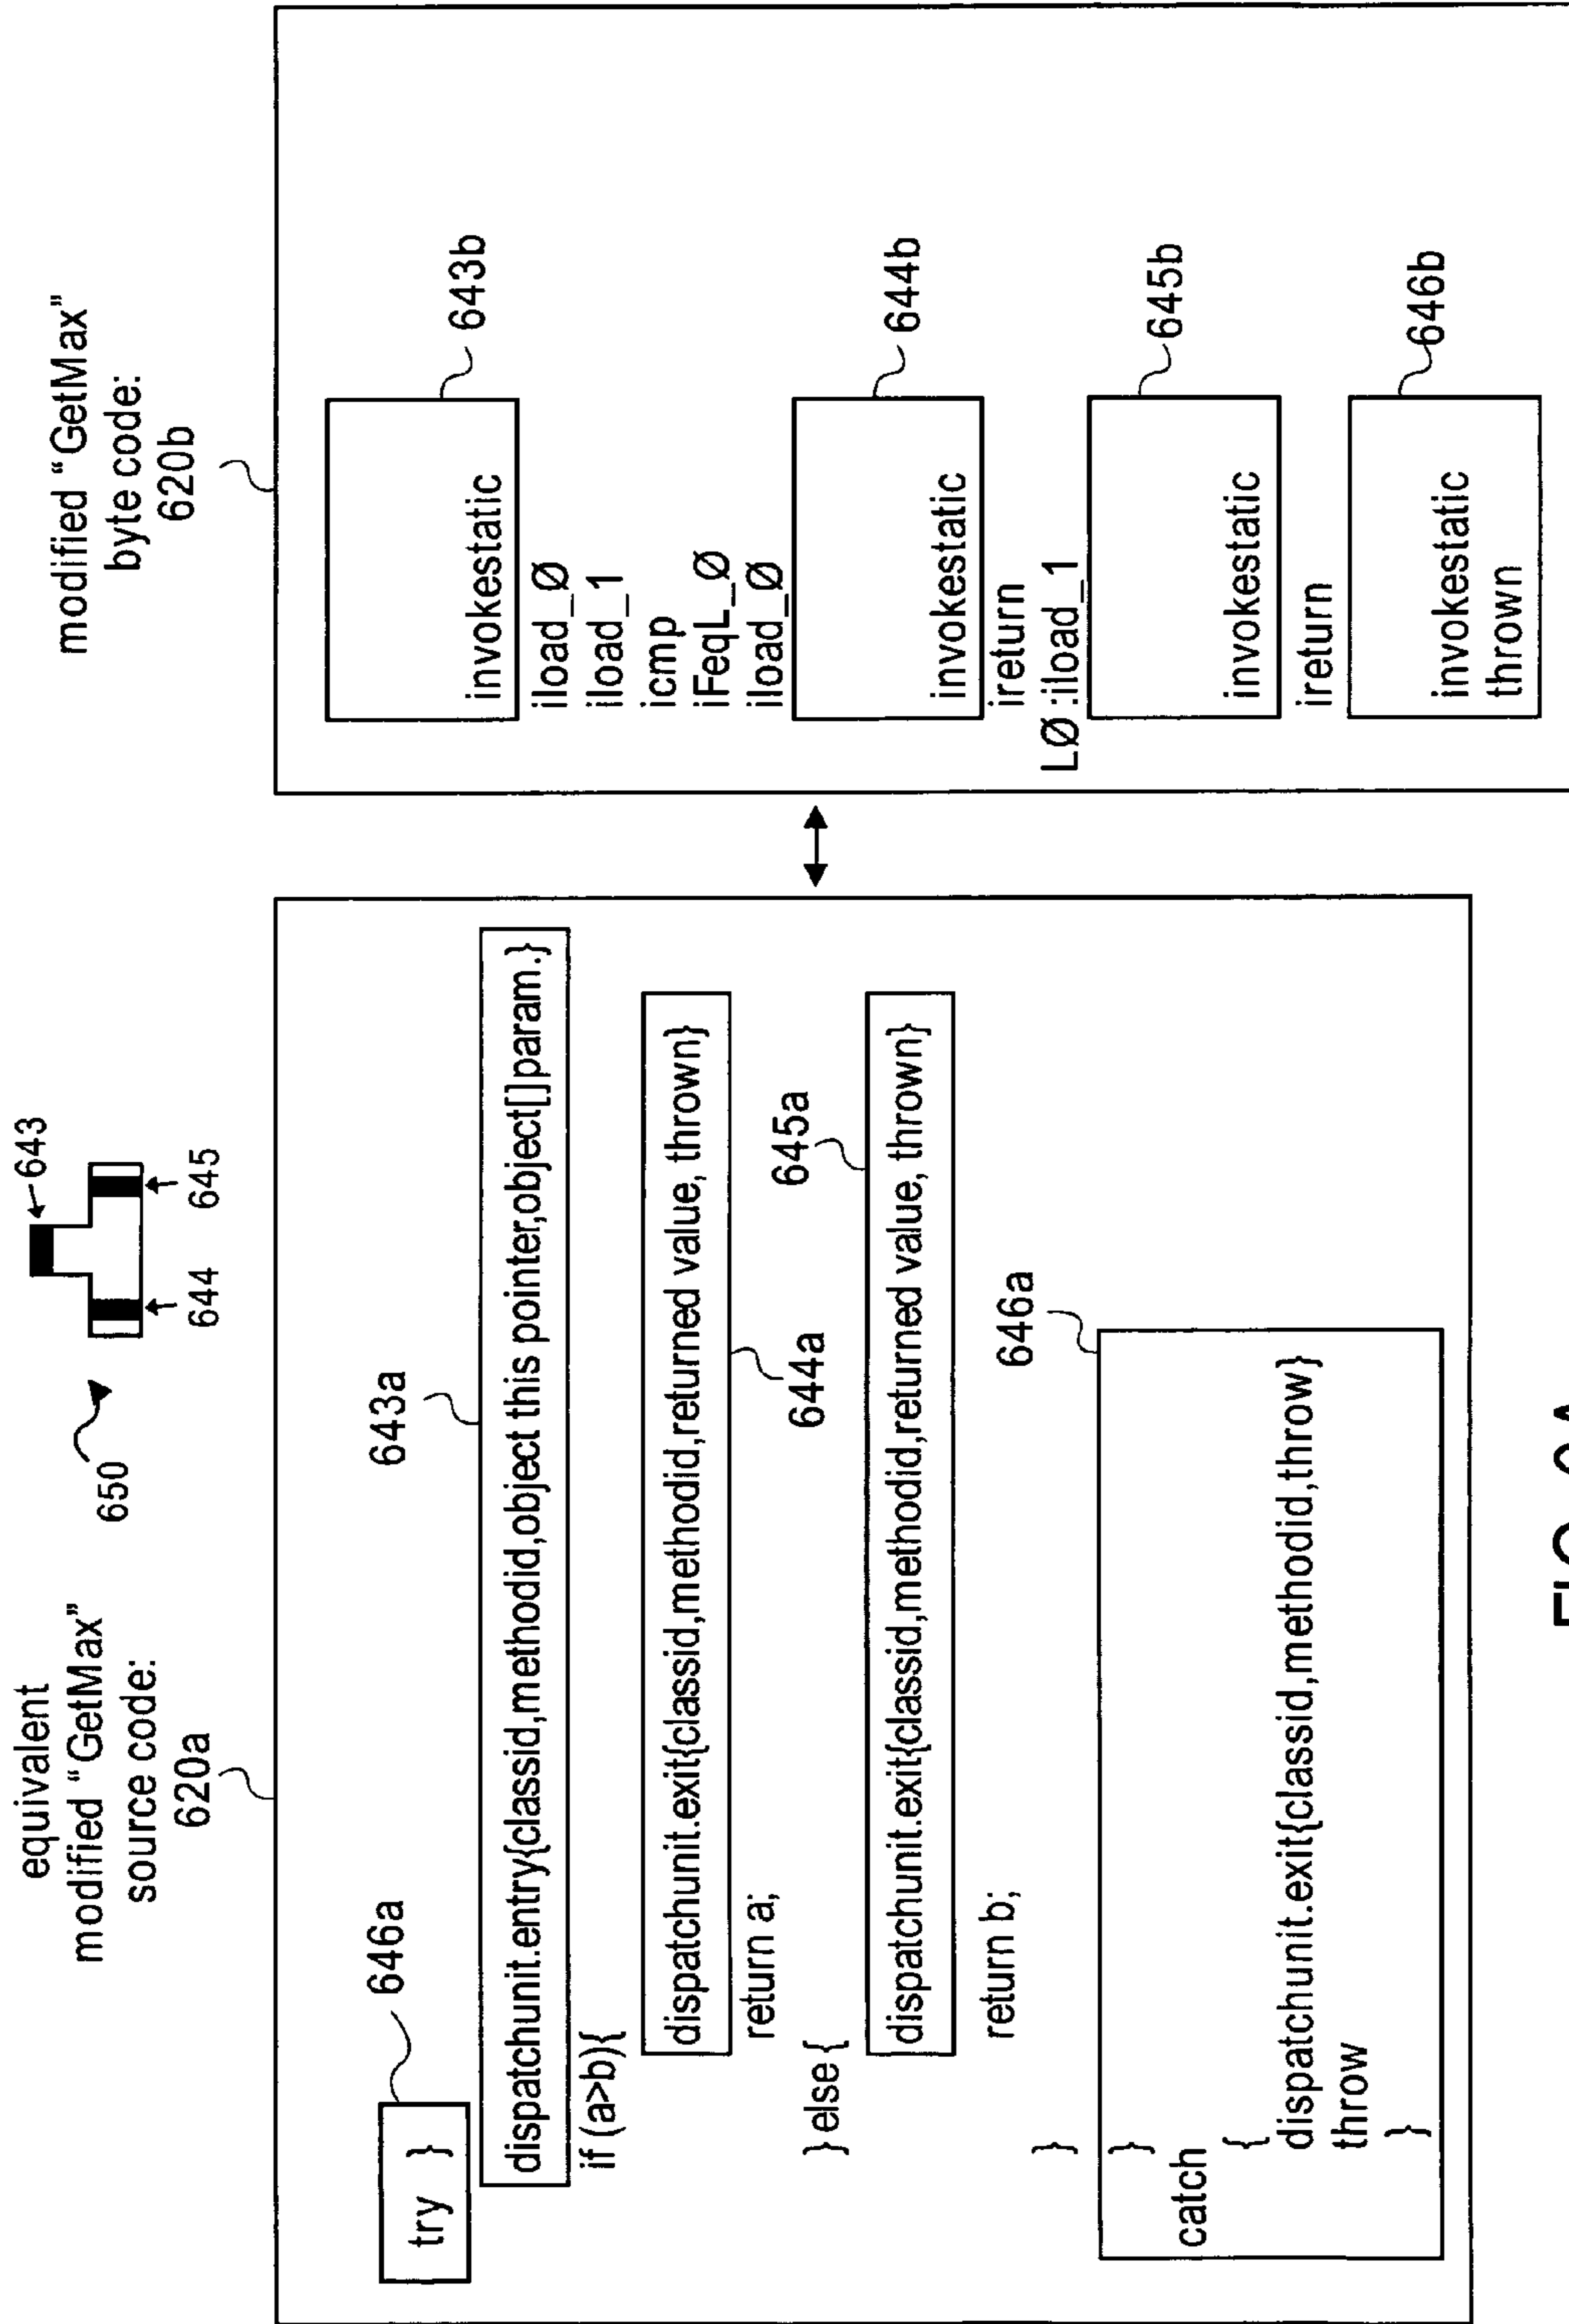 equivalent
modified “GetMax”
source code:
620a
650
643
644
645
646a
try }
643a
dispatchunit.entry{classid,methodid,object this pointer,object[]param.}
if (a>b){
dispatchunit.exit{classid,methodid,returned value, thrown}
644a
return a;
645a
} else {
dispatchunit.exit{classid,methodid,returned value, thrown}
return b;
646a
}
}
catch
{
dispatchunit.exit{classid,methodid,throw}
throw
}
modified “GetMax”
byte code:
620b
invokestatic
643b
iload_Ø
iload_1
icmp
iFeqL_Ø
iload_Ø
invokestatic
644b
ireturn
LØ :iload_1
invokestatic
645b
ireturn
invokestatic
thrown
646b